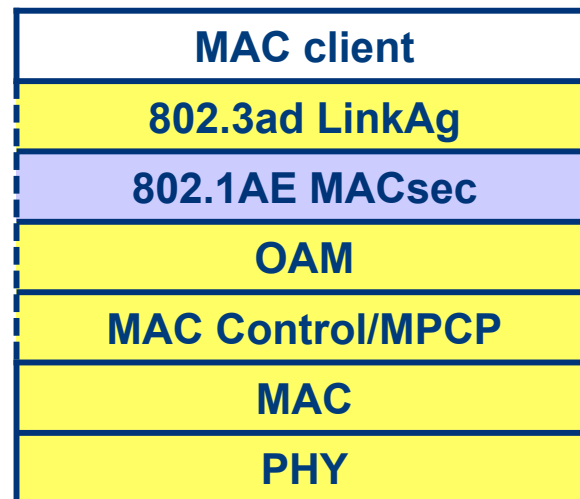 MAC client
802.3ad LinkAg
802.1AE MACsec
OAM
MAC Control/MPCP
MAC
PHY